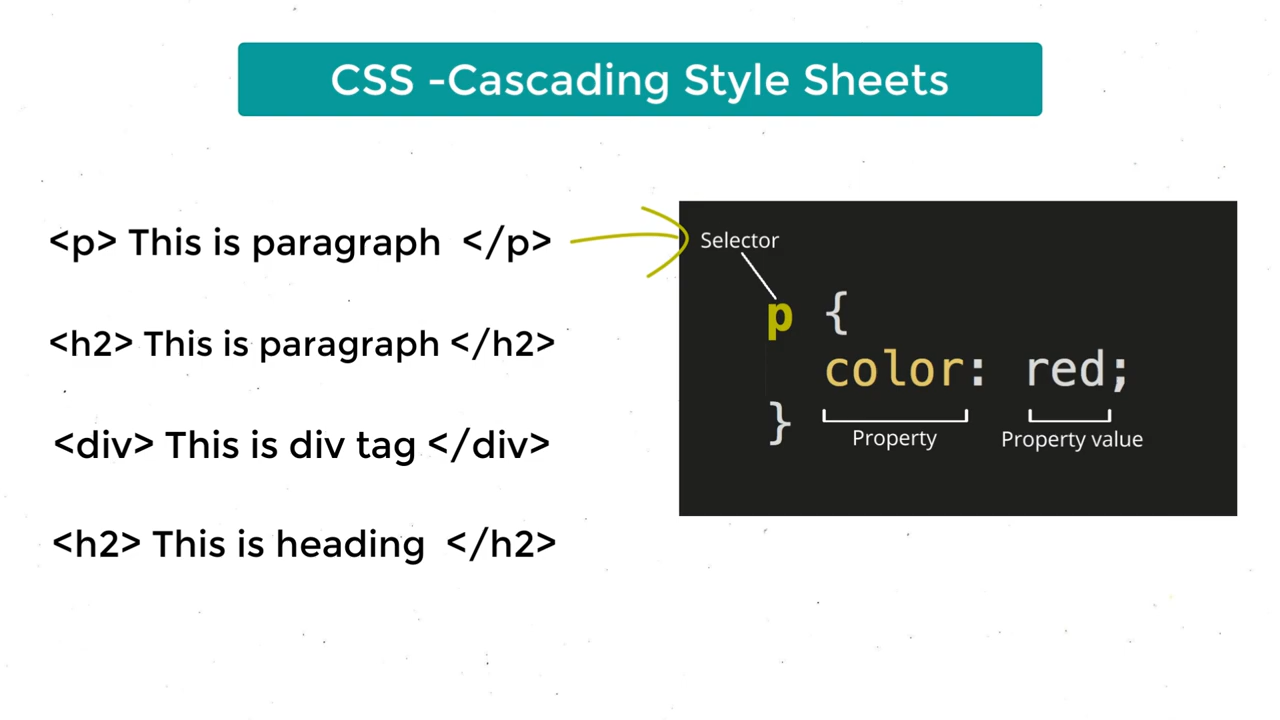 CSS -Cascading Style Sheets
<p> This is paragraph  </p>
<h2> This is paragraph </h2>
<div> This is div tag </div>
<h2> This is heading  </h2>
Selector
p {
color: red;
}
Property
Property value